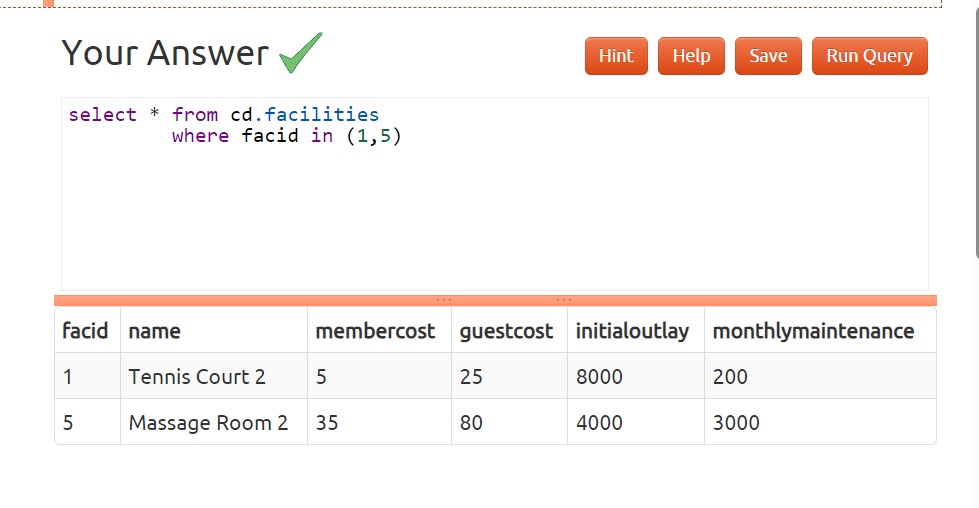 Your Answer
Hint Help Save Run Query
select * from cd.facilities
where facid in (1,5)
facid name membercost guestcost initialoutlay monthlymaintenance
1 Tennis Court 2 5 25 8000 200
5 Massage Room 2 35 80 4000 3000